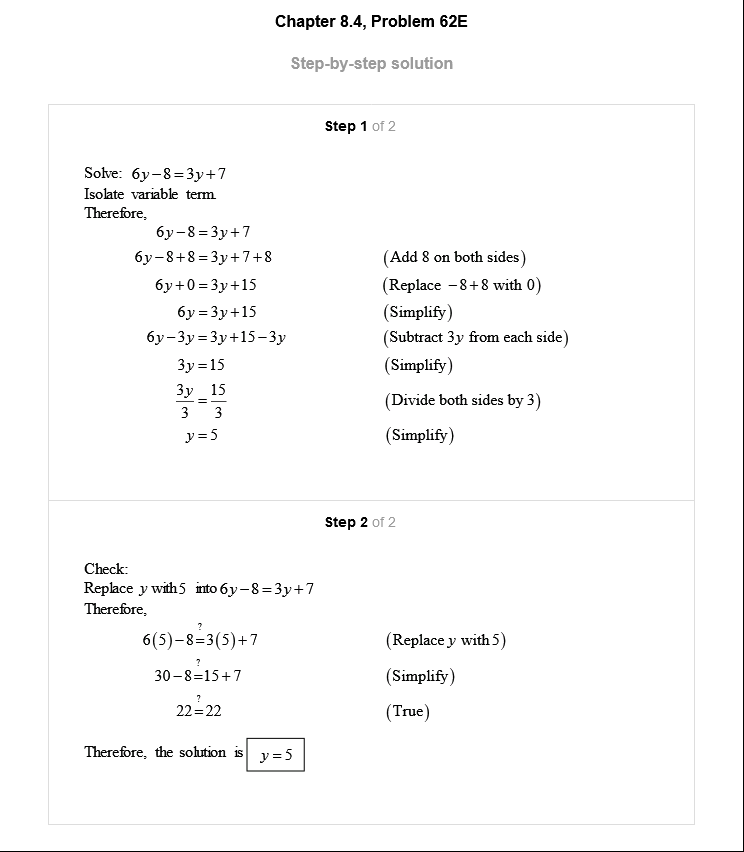 Chapter 8.4, Problem 62E
Step-by-step solution
Step 1 of 2
Solve: 6y−8=3y+7
Isolate variable term.
Therefore,
6y−8=3y+7
6y−8+8=3y+7+8 (Add 8 on both sides)
6y+0=3y+15 (Replace −8+8 with 0)
6y=3y+15 (Simplify)
6y−3y=3y+15−3y (Subtract 3y from each side)
3y=15 (Simplify)
3y/3=15/3 (Divide both sides by 3)
y=5 (Simplify)
Step 2 of 2
Check:
Replace y with 5 into 6y−8=3y+7
Therefore,
6(5)−8≟3(5)+7 (Replace y with 5)
30−8≟15+7 (Simplify)
22≟22 (True)
Therefore, the solution is y=5